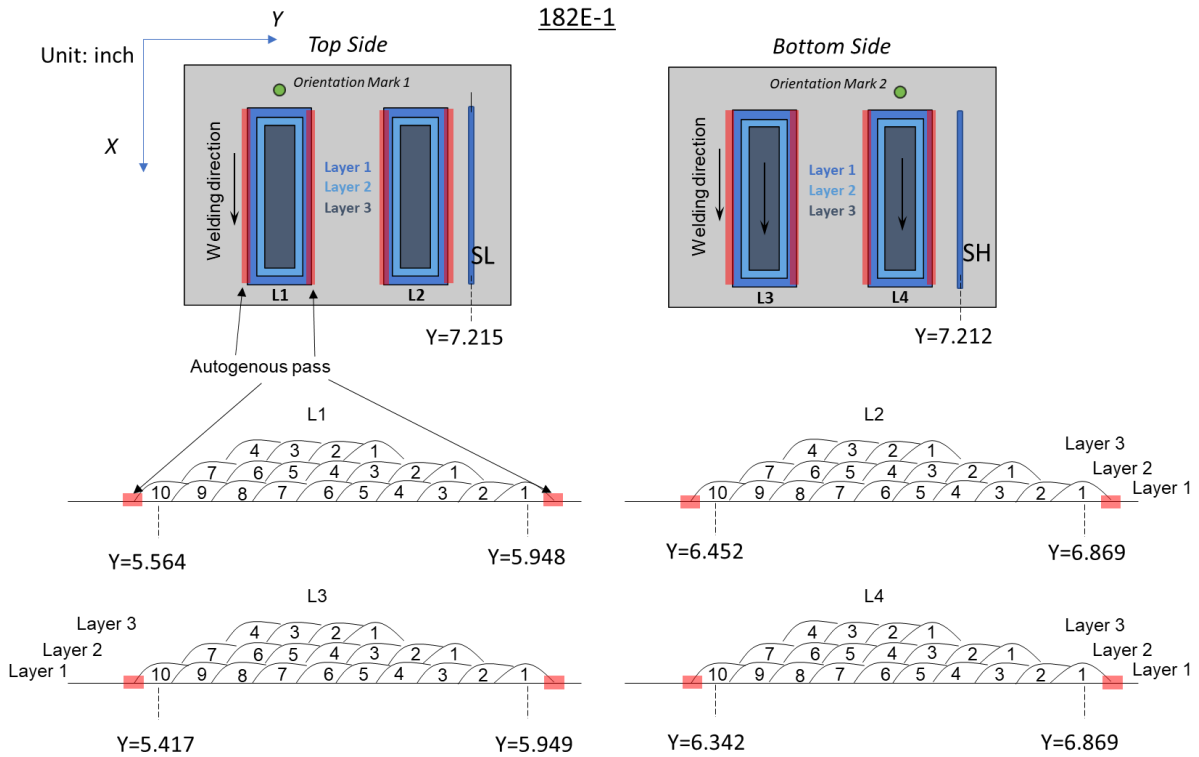 182E-1
Y
Unit: inch
X
Top Side
Orientation Mark 1
Welding direction
Layer 1
Layer 2
Layer 3
SL
L1
L2
Y=7.215
Bottom Side
Orientation Mark 2
Welding direction
Layer 1
Layer 2
Layer 3
SH
L3
L4
Y=7.212
Autogenous pass
L1
4 3 2 1
7 6 5 4 3 2 1
10 9 8 7 6 5 4 3 2 1
Y=5.564
Y=5.948
L2
4 3 2 1
Layer 3
7 6 5 4 3 2 1
Layer 2
10 9 8 7 6 5 4 3 2 1
Layer 1
Y=6.452
Y=6.869
L3
Layer 3
4 3 2 1
Layer 2
7 6 5 4 3 2 1
Layer 1
10 9 8 7 6 5 4 3 2 1
Y=5.417
Y=5.949
L4
4 3 2 1
Layer 3
7 6 5 4 3 2 1
Layer 2
10 9 8 7 6 5 4 3 2 1
Layer 1
Y=6.342
Y=6.869